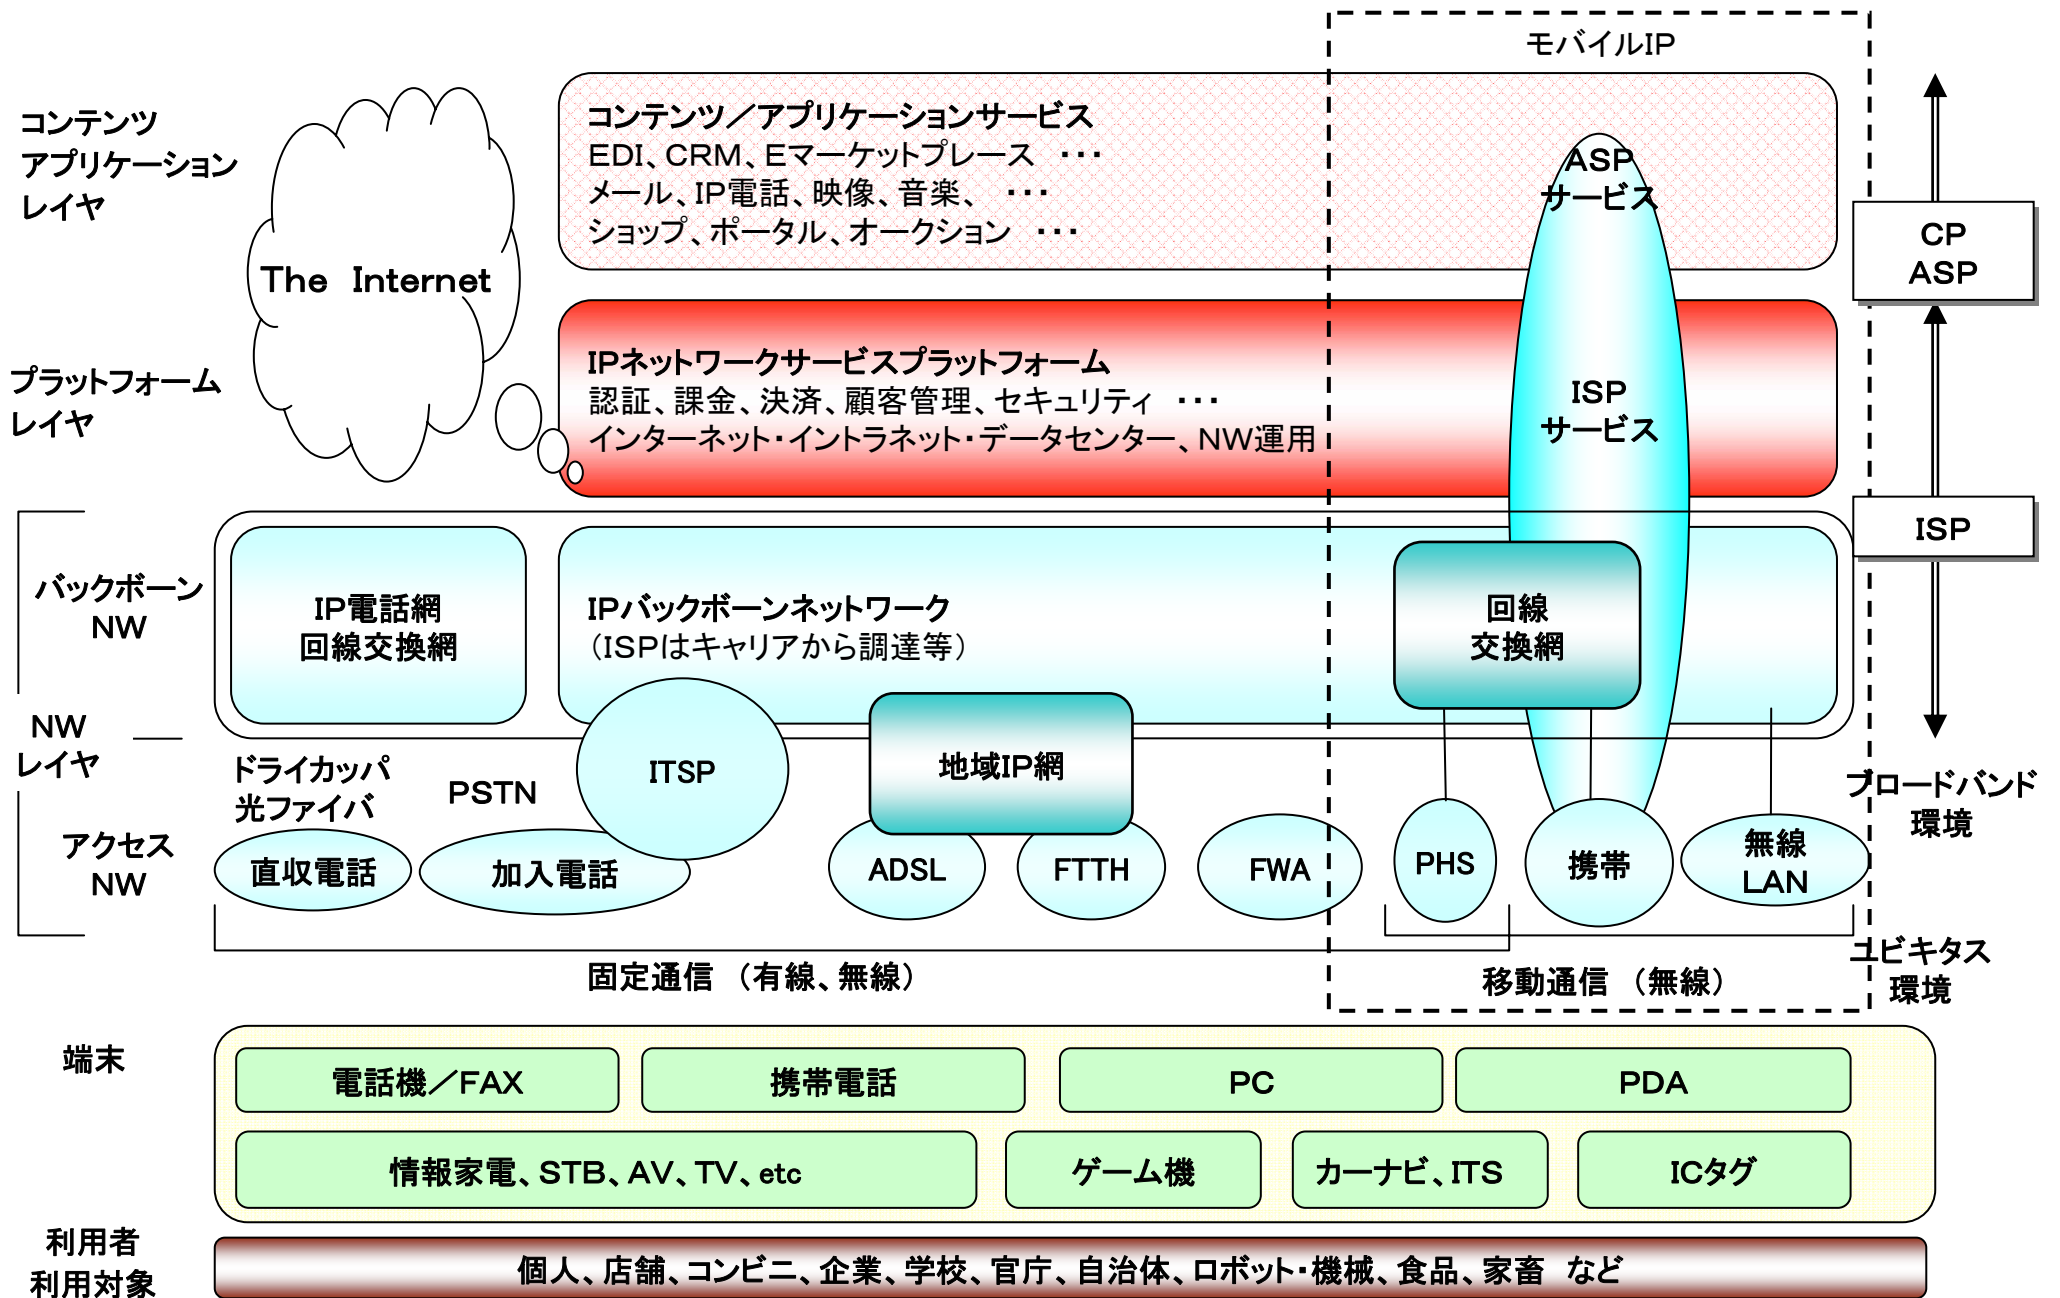 モバイルIP
コンテンツ
アプリケーション
レイヤ
The Internet
コンテンツ／アプリケーションサービス
EDI、CRM、Eマーケットプレース ・・・
メール、IP電話、映像、音楽、 ・・・
ショップ、ポータル、オークション ・・・
ASP
サービス
CP
ASP
プラットフォーム
レイヤ
IPネットワークサービスプラットフォーム
認証、課金、決済、顧客管理、セキュリティ ・・・
インターネット・イントラネット・データセンター、NW運用
ISP
サービス
ISP
バックボーン
NW
IP電話網
回線交換網
IPバックボーンネットワーク
（ISPはキャリアから調達等）
回線
交換網
NW
レイヤ
ドライカッパ
光ファイバ
PSTN
ITSP
地域IP網
ブロードバンド
環境
アクセス
NW
直収電話
加入電話
ADSL
FTTH
FWA
PHS
携帯
無線
LAN
固定通信 （有線、無線）
移動通信 （無線）
ユビキタス
環境
端末
電話機／FAX
携帯電話
PC
PDA
情報家電、STB、AV、TV、etc
ゲーム機
カーナビ、ITS
ICタグ
利用者
利用対象
個人、店舗、コンビニ、企業、学校、官庁、自治体、ロボット・機械、食品、家畜 など